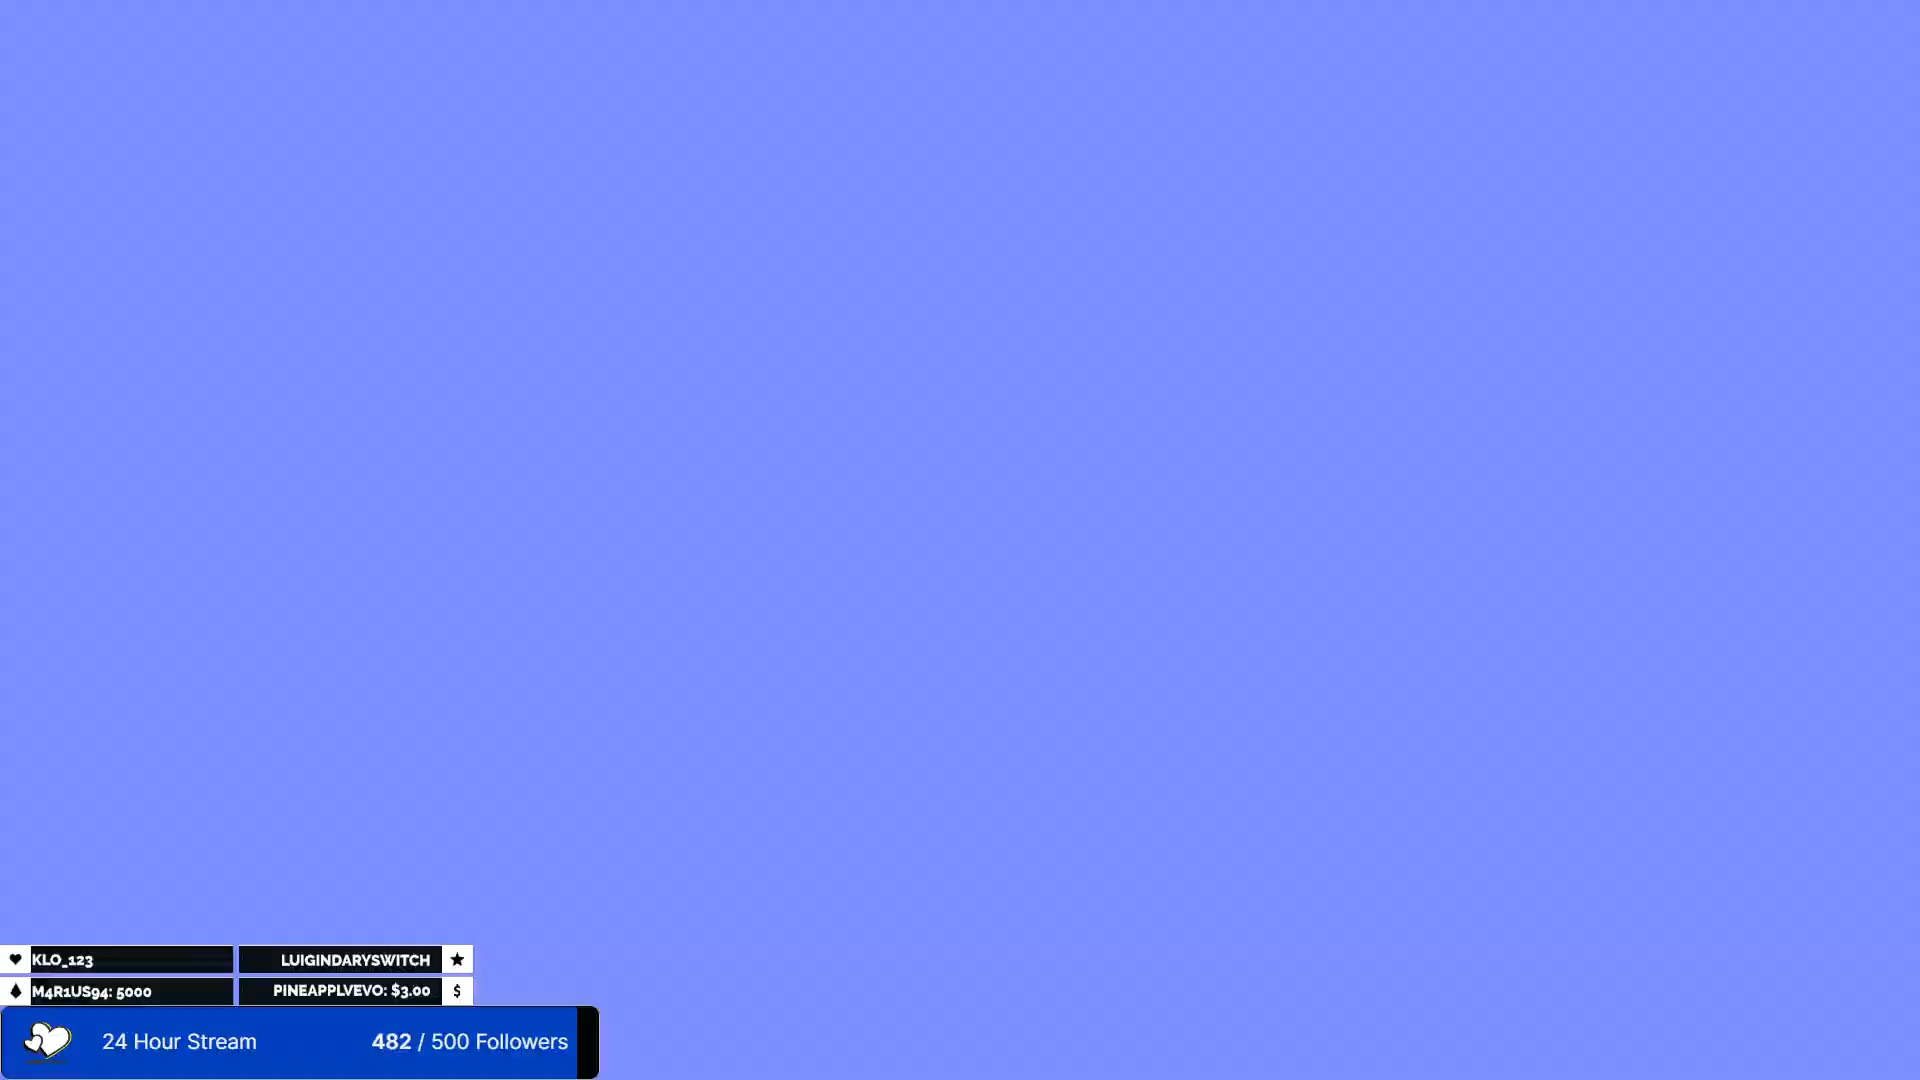 KLO_123
LUIGINDARYSWITCH
M4R1US94: 5000
PINEAPPLVEVO: $3.00
$
24 Hour Stream
482 / 500 Followers